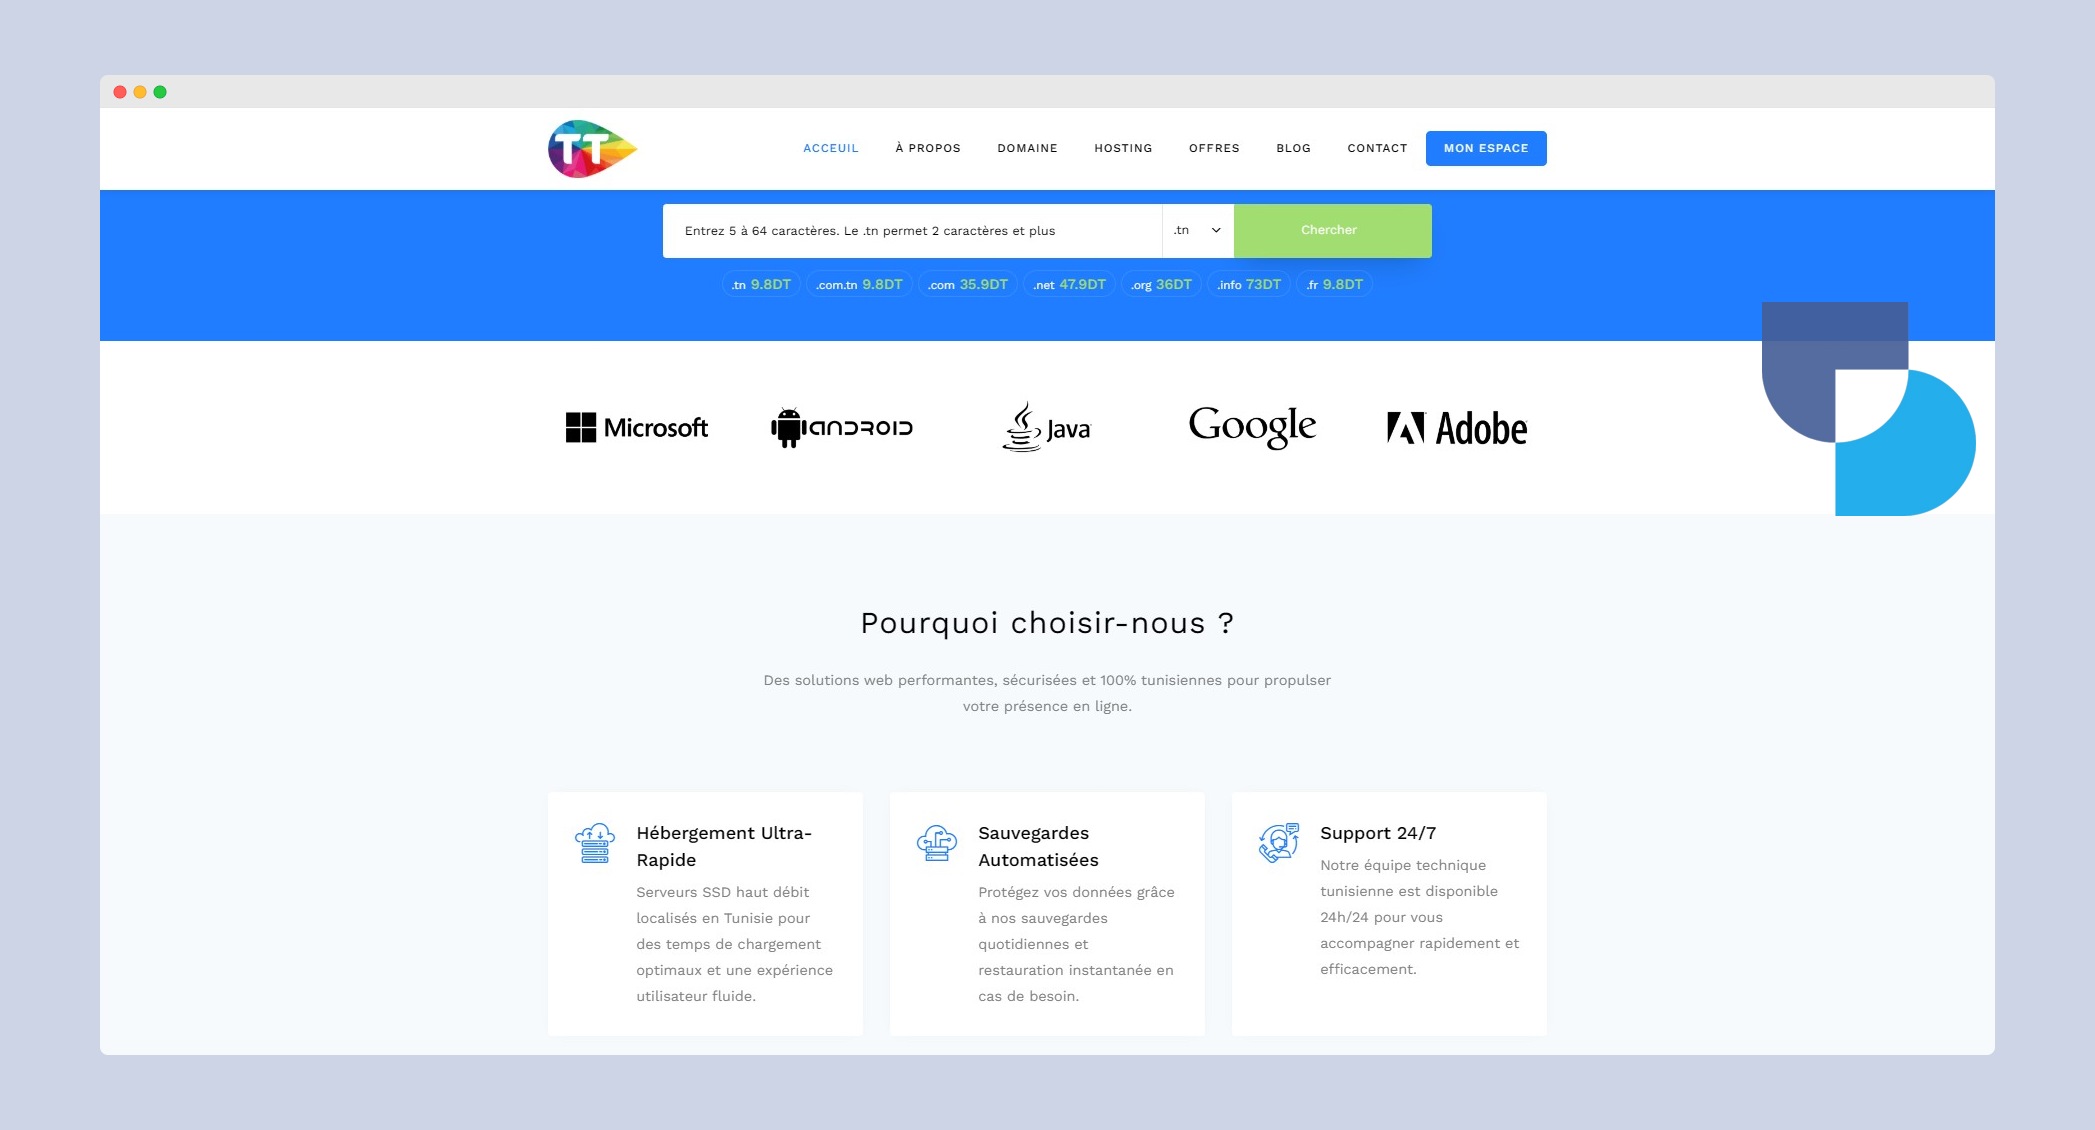 TT
ACCEUIL À PROPOS DOMAINE HOSTING OFFRES BLOG CONTACT MON ESPACE
Entrez 5 à 64 caractères. Le .tn permet 2 caractères et plus .tn Chercher
.tn 9.8DT .com.tn 9.8DT .com 35.9DT .net 47.9DT .org 36DT .info 73DT .fr 9.8DT
Microsoft android Java Google Adobe
Pourquoi choisir-nous ?
Des solutions web performantes, sécurisées et 100% tunisiennes pour propulser
votre présence en ligne.
Hébergement Ultra-
Rapide
Serveurs SSD haut débit
localisés en Tunisie pour
des temps de chargement
optimaux et une expérience
utilisateur fluide.
Sauvegardes
Automatisées
Protégez vos données grâce
à nos sauvegardes
quotidiennes et
restauration instantanée en
cas de besoin.
Support 24/7
Notre équipe technique
tunisienne est disponible
24h/24 pour vous
accompagner rapidement et
efficacement.